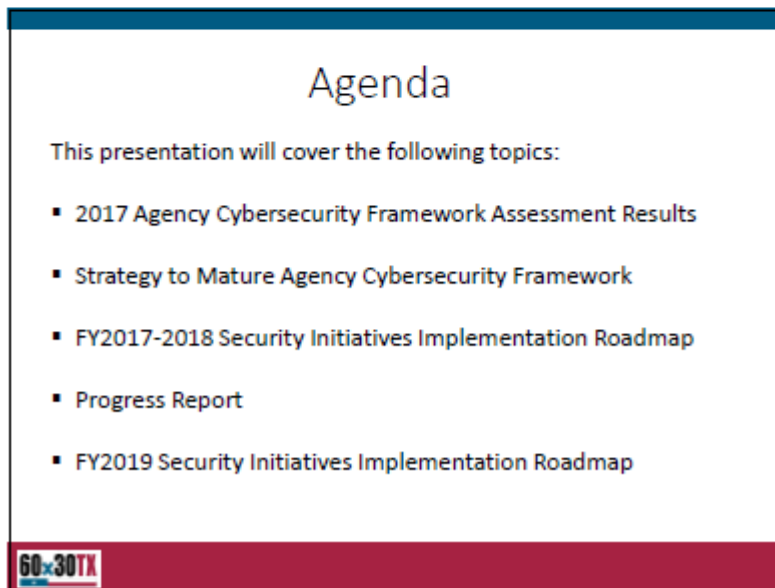 Agenda
This presentation will cover the following topics:
▪ 2017 Agency Cybersecurity Framework Assessment Results
▪ Strategy to Mature Agency Cybersecurity Framework
▪ FY2017-2018 Security Initiatives Implementation Roadmap
▪ Progress Report
▪ FY2019 Security Initiatives Implementation Roadmap
60x30TX